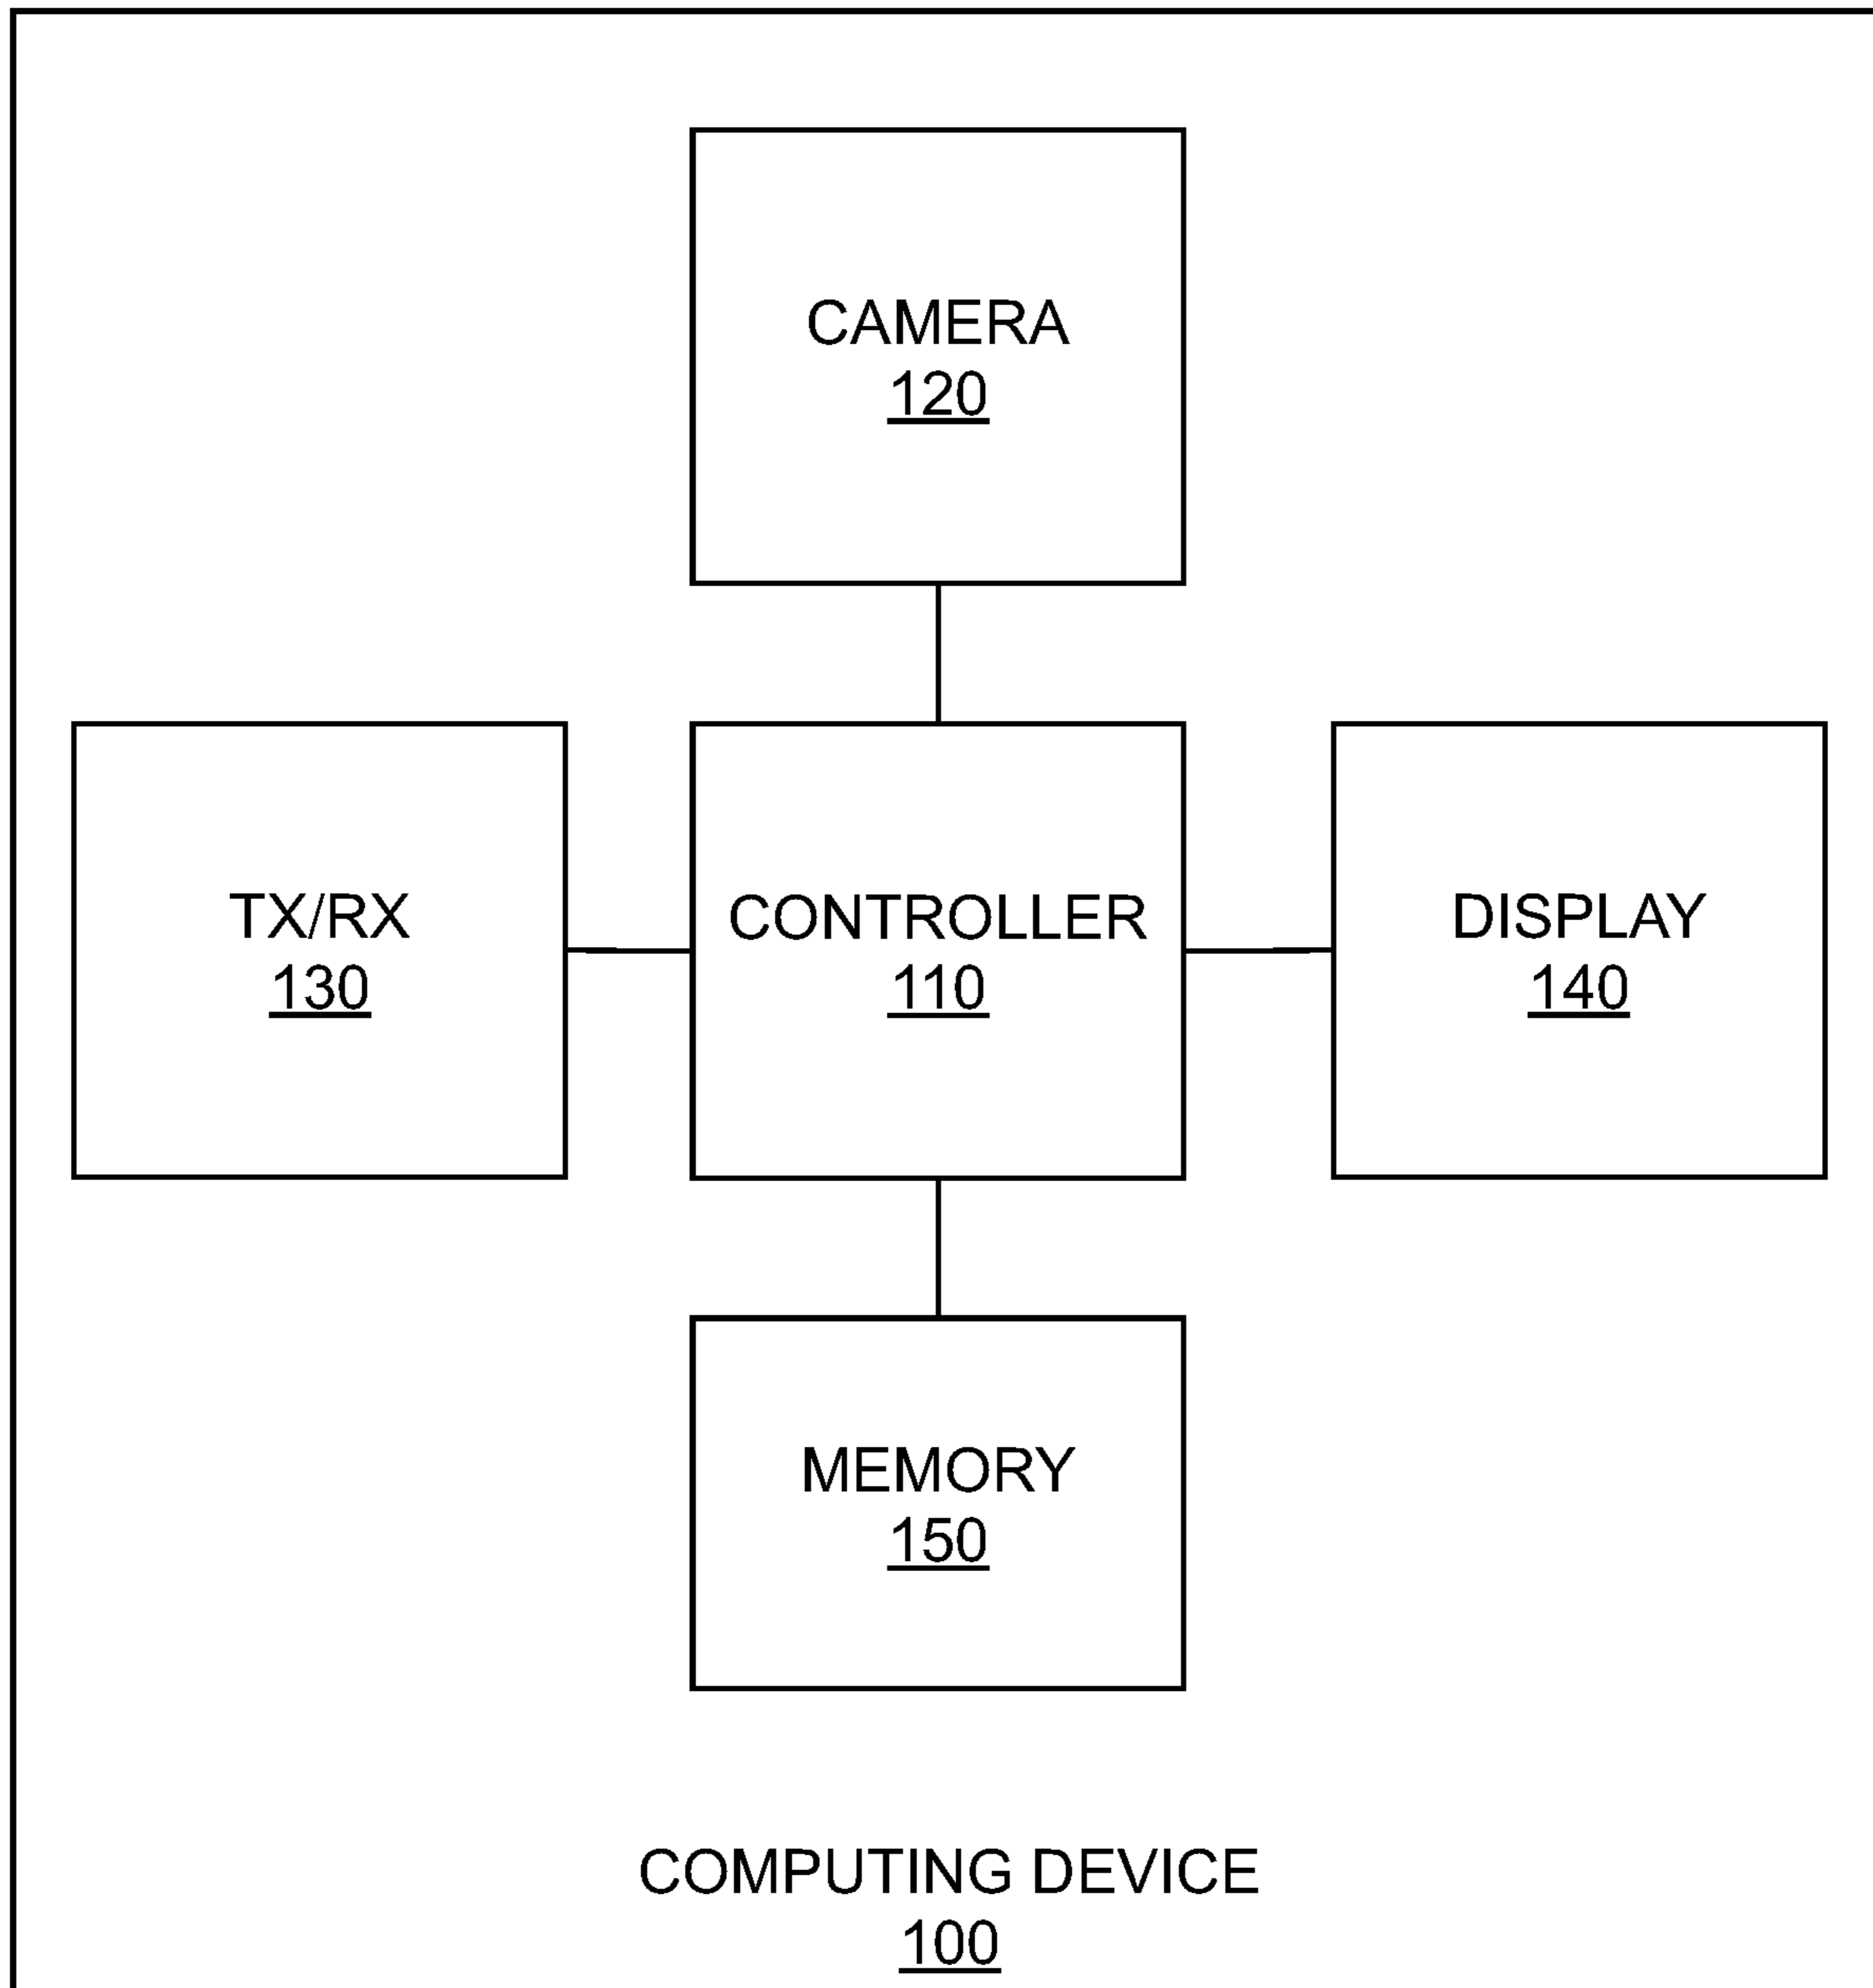 CAMERA
120
TX/RX
130
CONTROLLER
110
DISPLAY
140
MEMORY
150
COMPUTING DEVICE
100